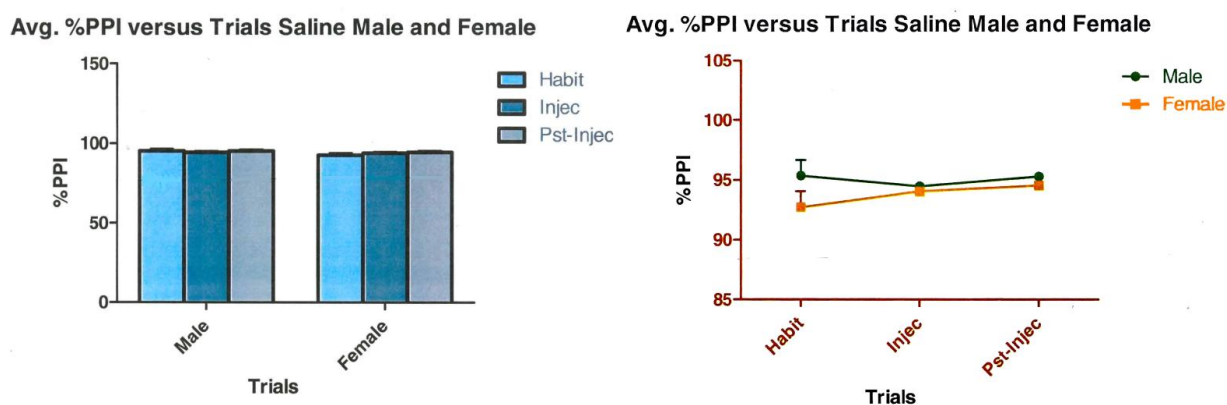 Avg. %PPI versus Trials Saline Male and Female
150
100
50
0
%PPI
Habit
Injec
Pst-Injec
Male
Female
Trials
Avg. %PPI versus Trials Saline Male and Female
105
100
95
90
85
%PPI
Male
Female
Habit
Injec
Pst-Injec
Trials